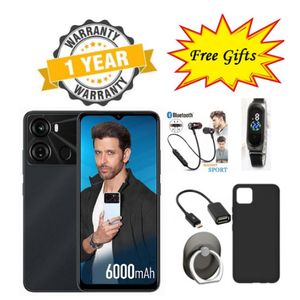 WARRANTY
1 YEAR
WARRANTY
Free Gifts
Bluetooth
SPORT
6000mAh